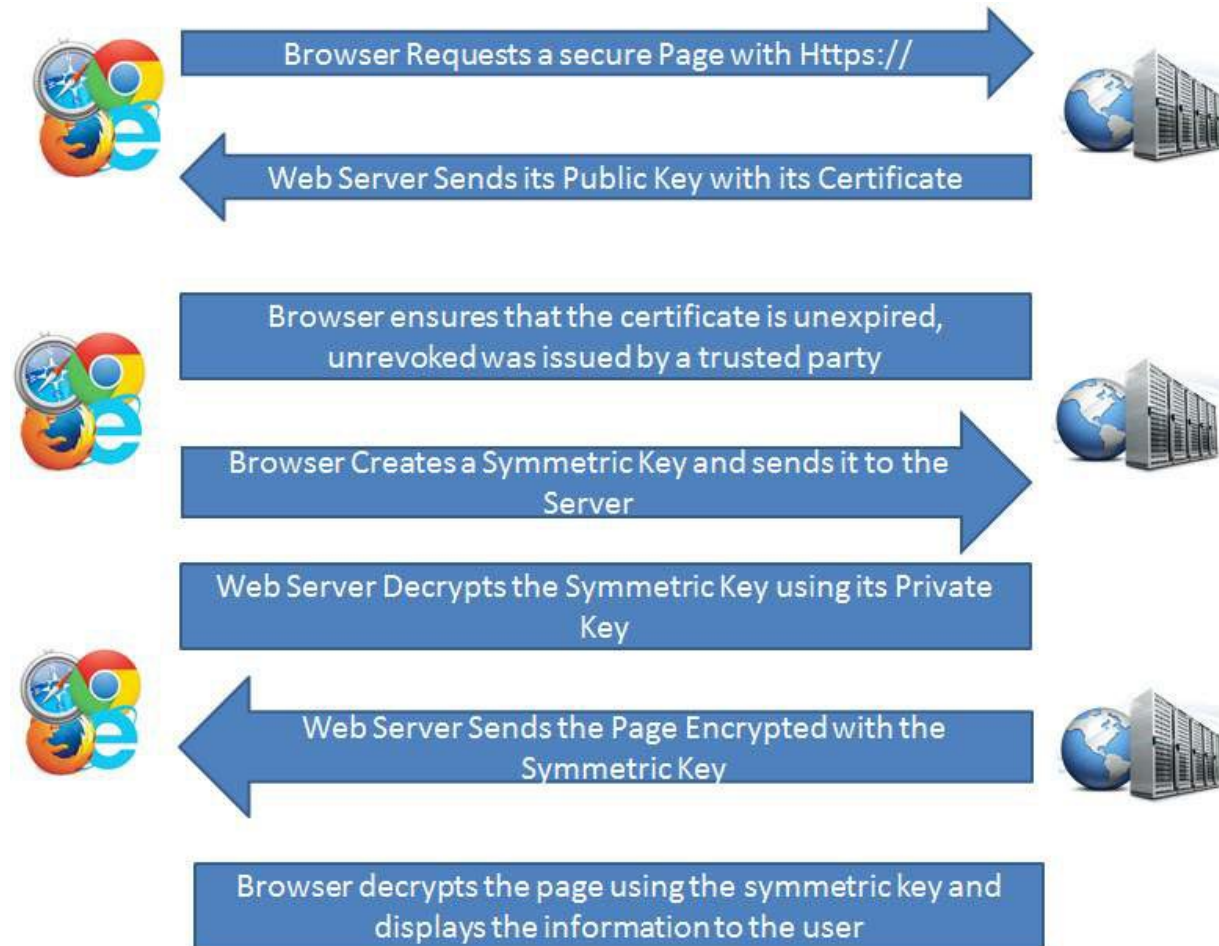 Browser Requests a secure Page with Https://
Web Server Sends its Public Key with its Certificate
Browser ensures that the certificate is unexpired,
unrevoked was issued by a trusted party
Browser Creates a Symmetric Key and sends it to the
Server
Web Server Decrypts the Symmetric Key using its Private
Key
Web Server Sends the Page Encrypted with the
Symmetric Key
Browser decrypts the page using the symmetric key and
displays the information to the user